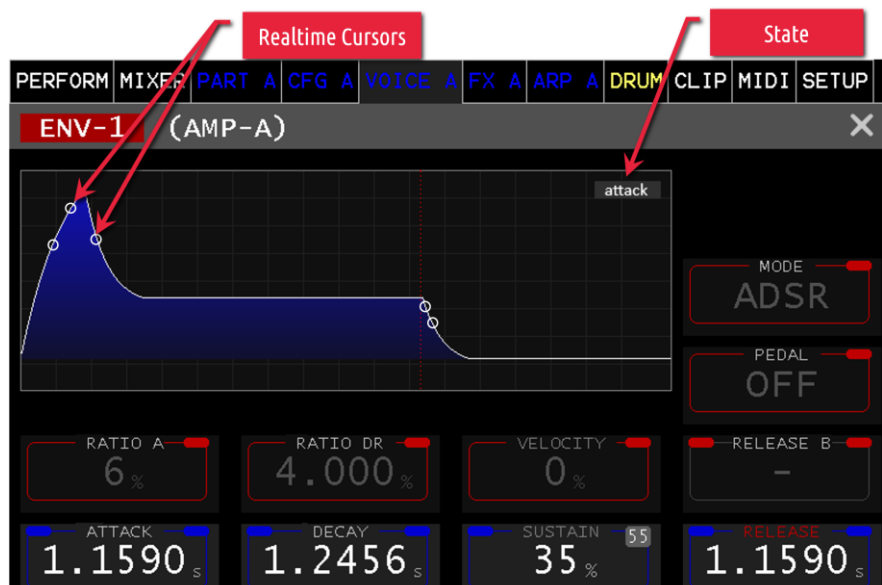 Realtime Cursors
State
PERFORM MIXER PART A CFG A VOICE A FX A ARP A DRUM CLIP MIDI SETUP
ENV-1 (AMP-A)
attack
MODE
ADSR
PEDAL
OFF
RATIO A RATIO DR VELOCITY RELEASE B
6 % 4.000 % 0 % -
ATTACK DECAY SUSTAIN 55 RELEASE
1.1590 s 1.2456 s 35 % 1.1590 s